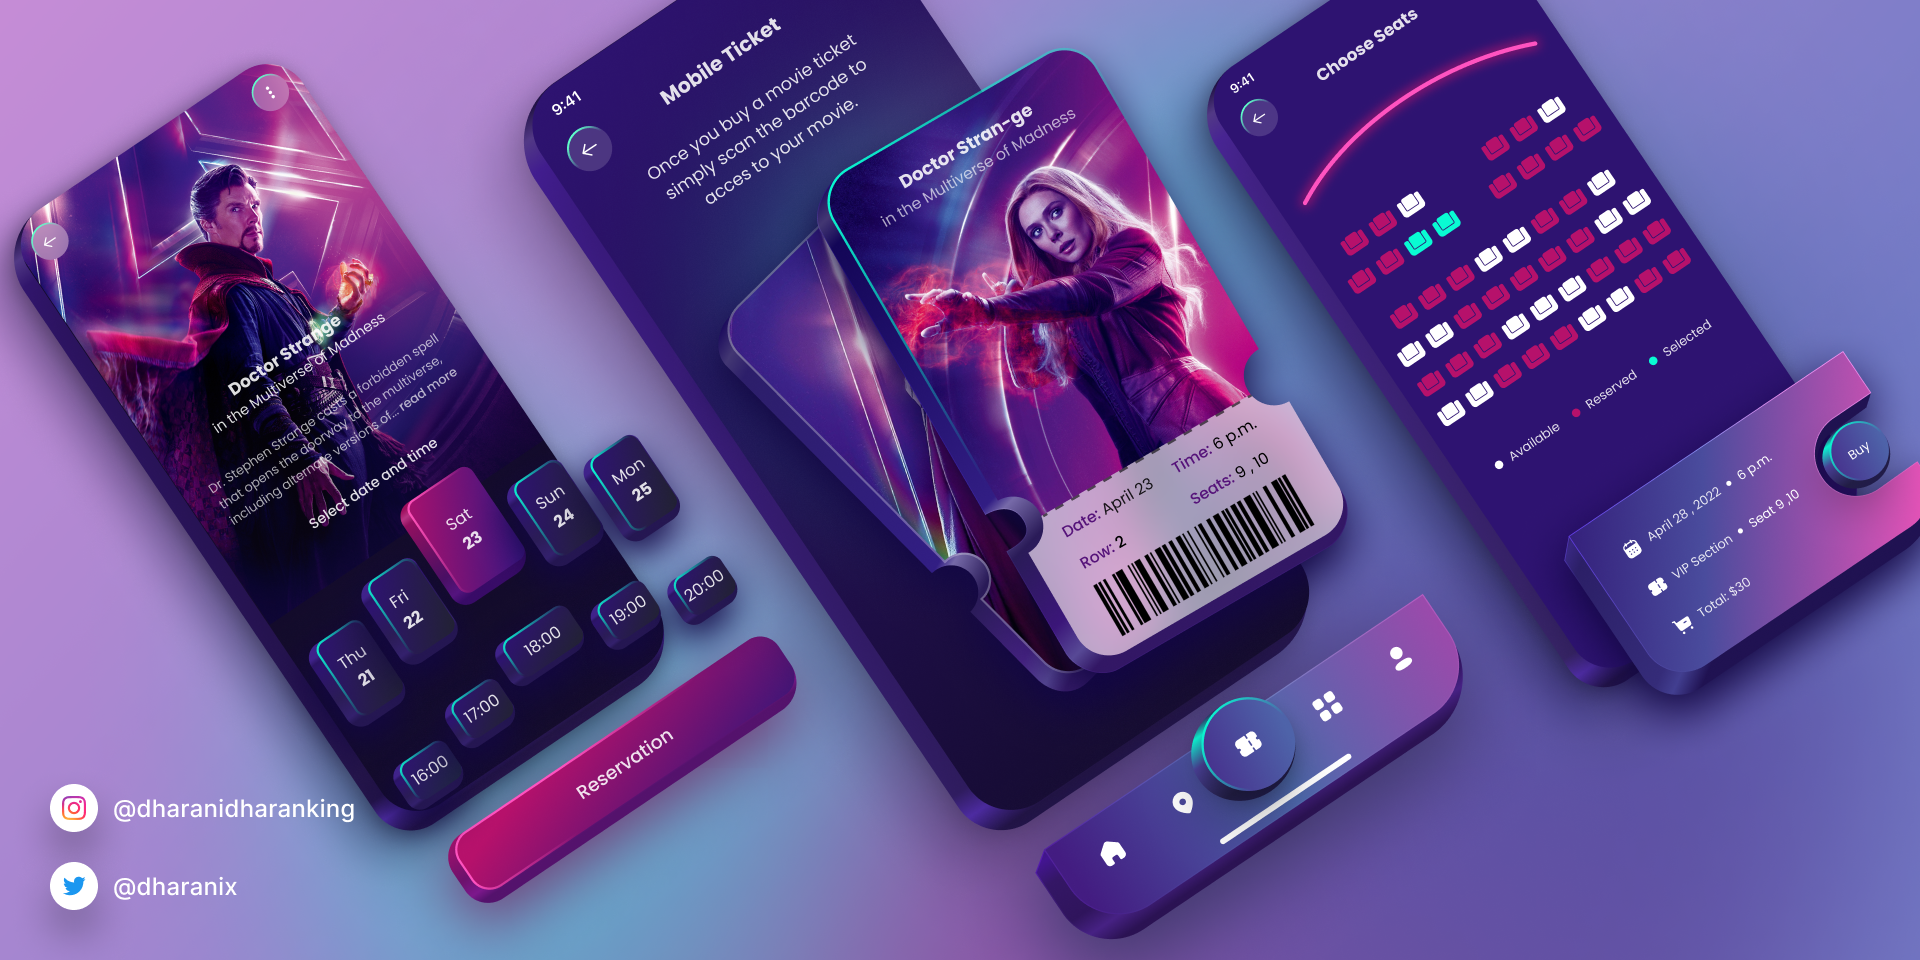 Doctor Strange
in the Multiverse of Madness
Dr. Stephen Strange casts a forbidden spell
that opens the doorway to the multiverse,
including alternate versions of... read more
Select date and time
Thu
21
Fri
22
Sat
23
Sun
24
Mon
25
16:00
17:00
18:00
19:00
20:00
Reservation
@dharanidharanking
@dharanix
9:41
Mobile Ticket
Once you buy a movie ticket
simply scan the barcode to
acces to your movie.
Doctor Stran-ge
in the Multiverse of Madness
Date: April 23
Time: 6 p.m.
Row: 2
Seats: 9 , 10
9:41
Choose Seats
Available
Reserved
Selected
April 28 , 2022 • 6 p.m.
VIP Section • Seat 9 ,10
Total: $30
Buy